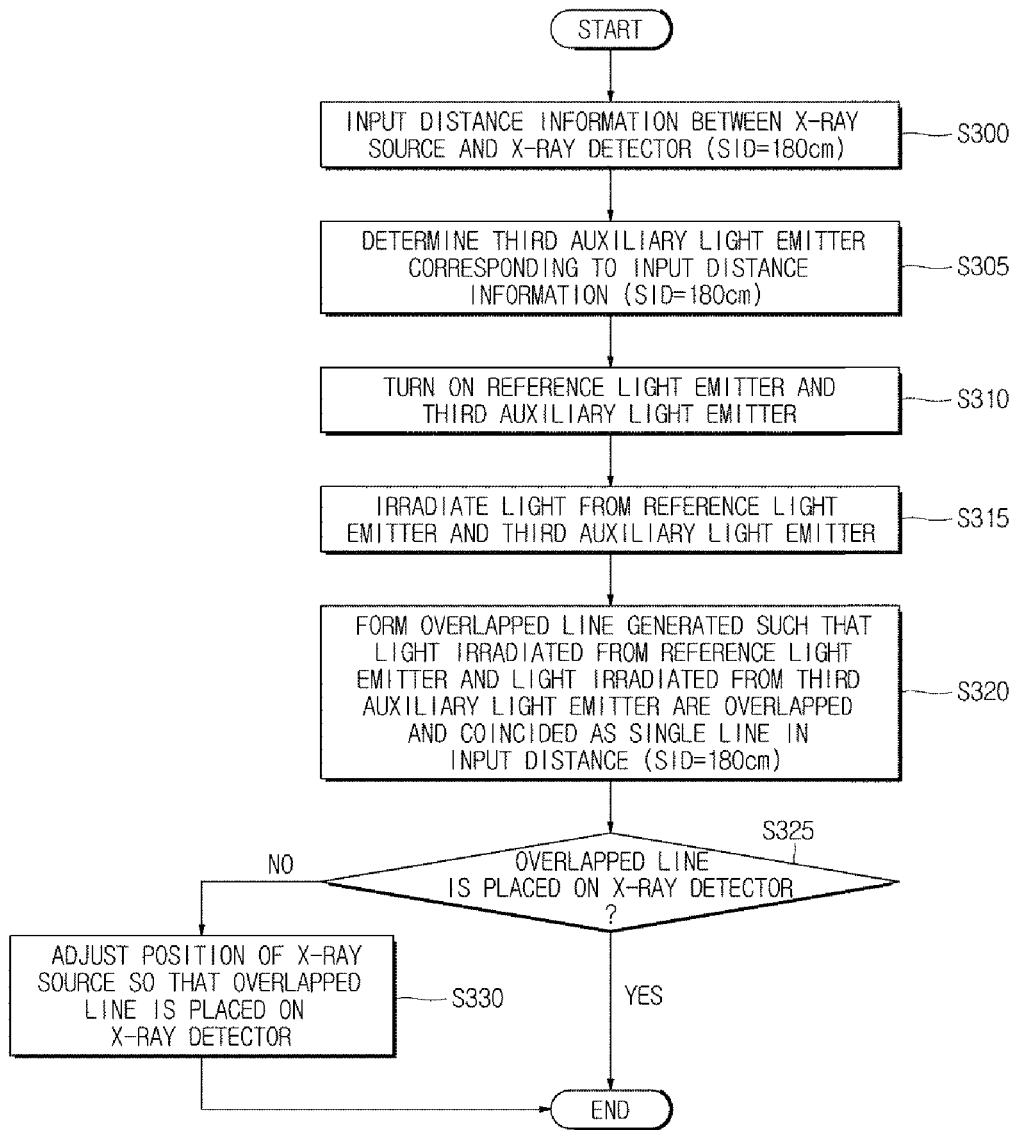 START
INPUT DISTANCE INFORMATION BETWEEN X-RAY
SOURCE AND X-RAY DETECTOR (SID=180cm)
S300
DETERMINE THIRD AUXILIARY LIGHT EMITTER
CORRESPONDING TO INPUT DISTANCE
INFORMATION (SID=180cm)
S305
TURN ON REFERENCE LIGHT EMITTER AND
THIRD AUXILIARY LIGHT EMITTER
S310
IRRADIATE LIGHT FROM REFERENCE LIGHT
EMITTER AND THIRD AUXILIARY LIGHT EMITTER
S315
FORM OVERLAPPED LINE GENERATED SUCH THAT
LIGHT IRRADIATED FROM REFERENCE LIGHT
EMITTER AND LIGHT IRRADIATED FROM THIRD
AUXILIARY LIGHT EMITTER ARE OVERLAPPED
AND COINCIDED AS SINGLE LINE IN
INPUT DISTANCE (SID=180cm)
S320
S325
OVERLAPPED LINE
IS PLACED ON X-RAY DETECTOR
?
NO
ADJUST POSITION OF X-RAY
SOURCE SO THAT OVERLAPPED
LINE IS PLACED ON
X-RAY DETECTOR
S330
YES
END